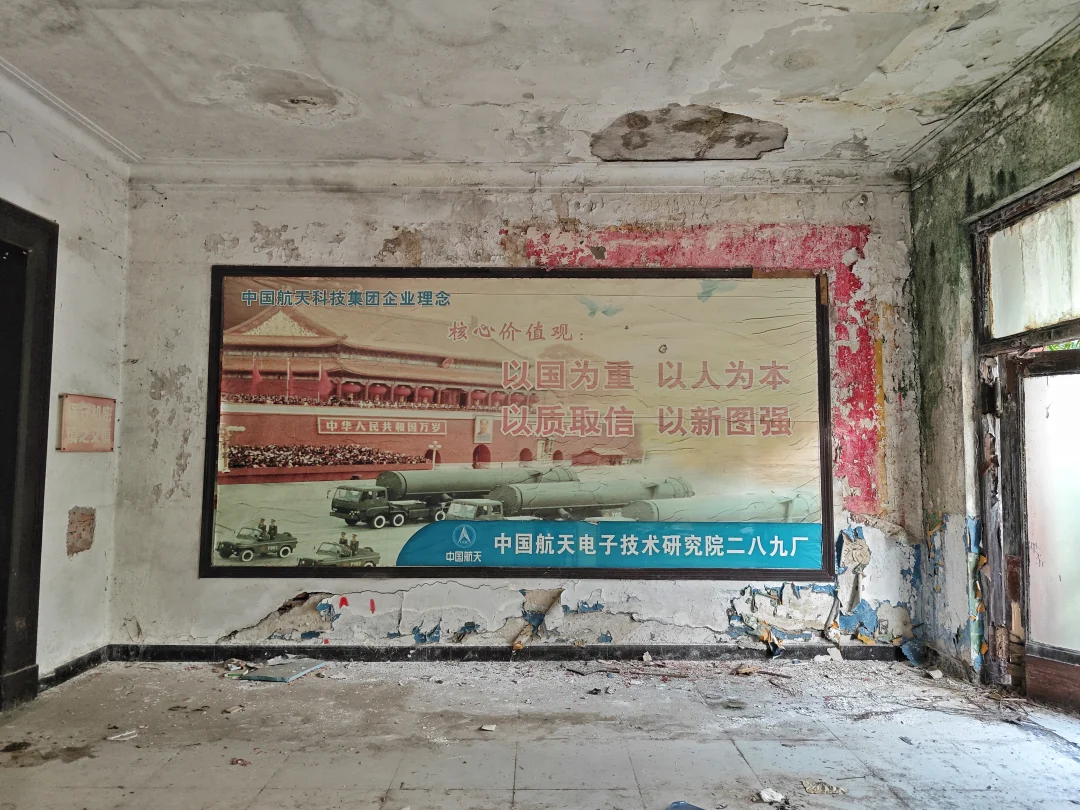 中国航天科技集团企业理念
核心价值观：
以国为重 以人为本
以质取信 以新图强
中华人民共和国万岁
中国航天
中国航天电子技术研究院二八九厂